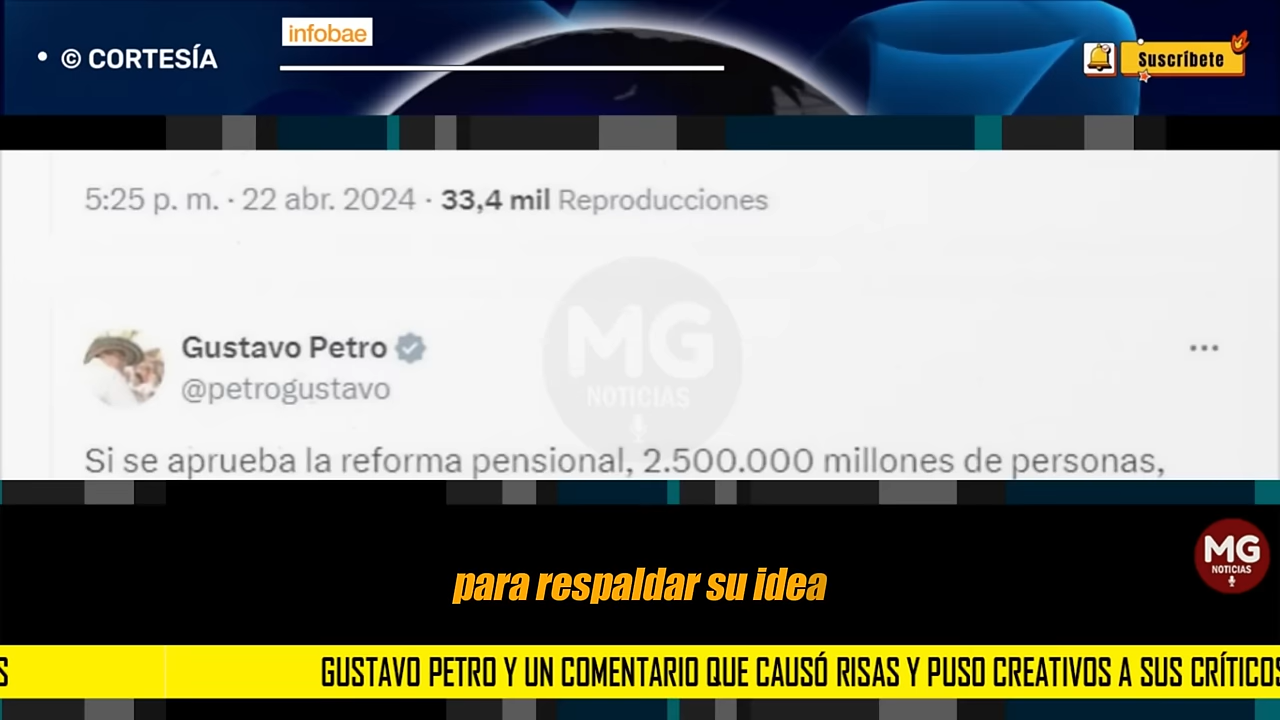 infobae
• © CORTESÍA
Suscríbete
5:25 p. m. · 22 abr. 2024 · 33,4 mil Reproducciones
MG
NOTICIAS
Gustavo Petro
@petrogustavo
Si se aprueba la reforma pensional, 2.500.000 millones de personas,
MG
NOTICIAS
para respaldar su idea
S GUSTAVO PETRO Y UN COMENTARIO QUE CAUSÓ RISAS Y PUSO CREATIVOS A SUS CRÍTICOS